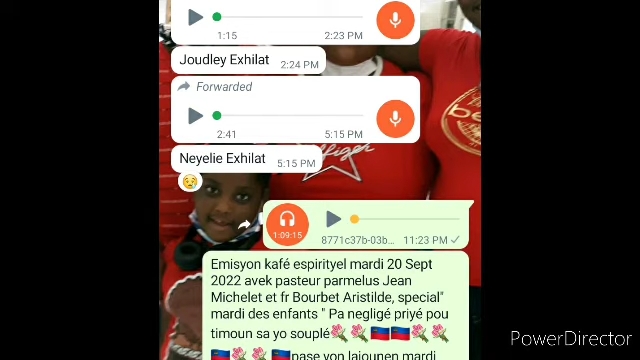 1:15 2:23 PM
Joudley Exhilat 2:24 PM
Forwarded
2:41 5:15 PM
Neyelie Exhilat 5:15 PM
1:09:15 8771c37b-03b... 11:23 PM
Emisyon kafé espirityel mardi 20 Sept
2022 avek pasteur parmelus Jean
Michelet et fr Bourbet Aristilde, special"
mardi des enfants " Pa negligé priyé pou
timoun sa yo souplé
pase yon lajounen mardi
PowerDirector